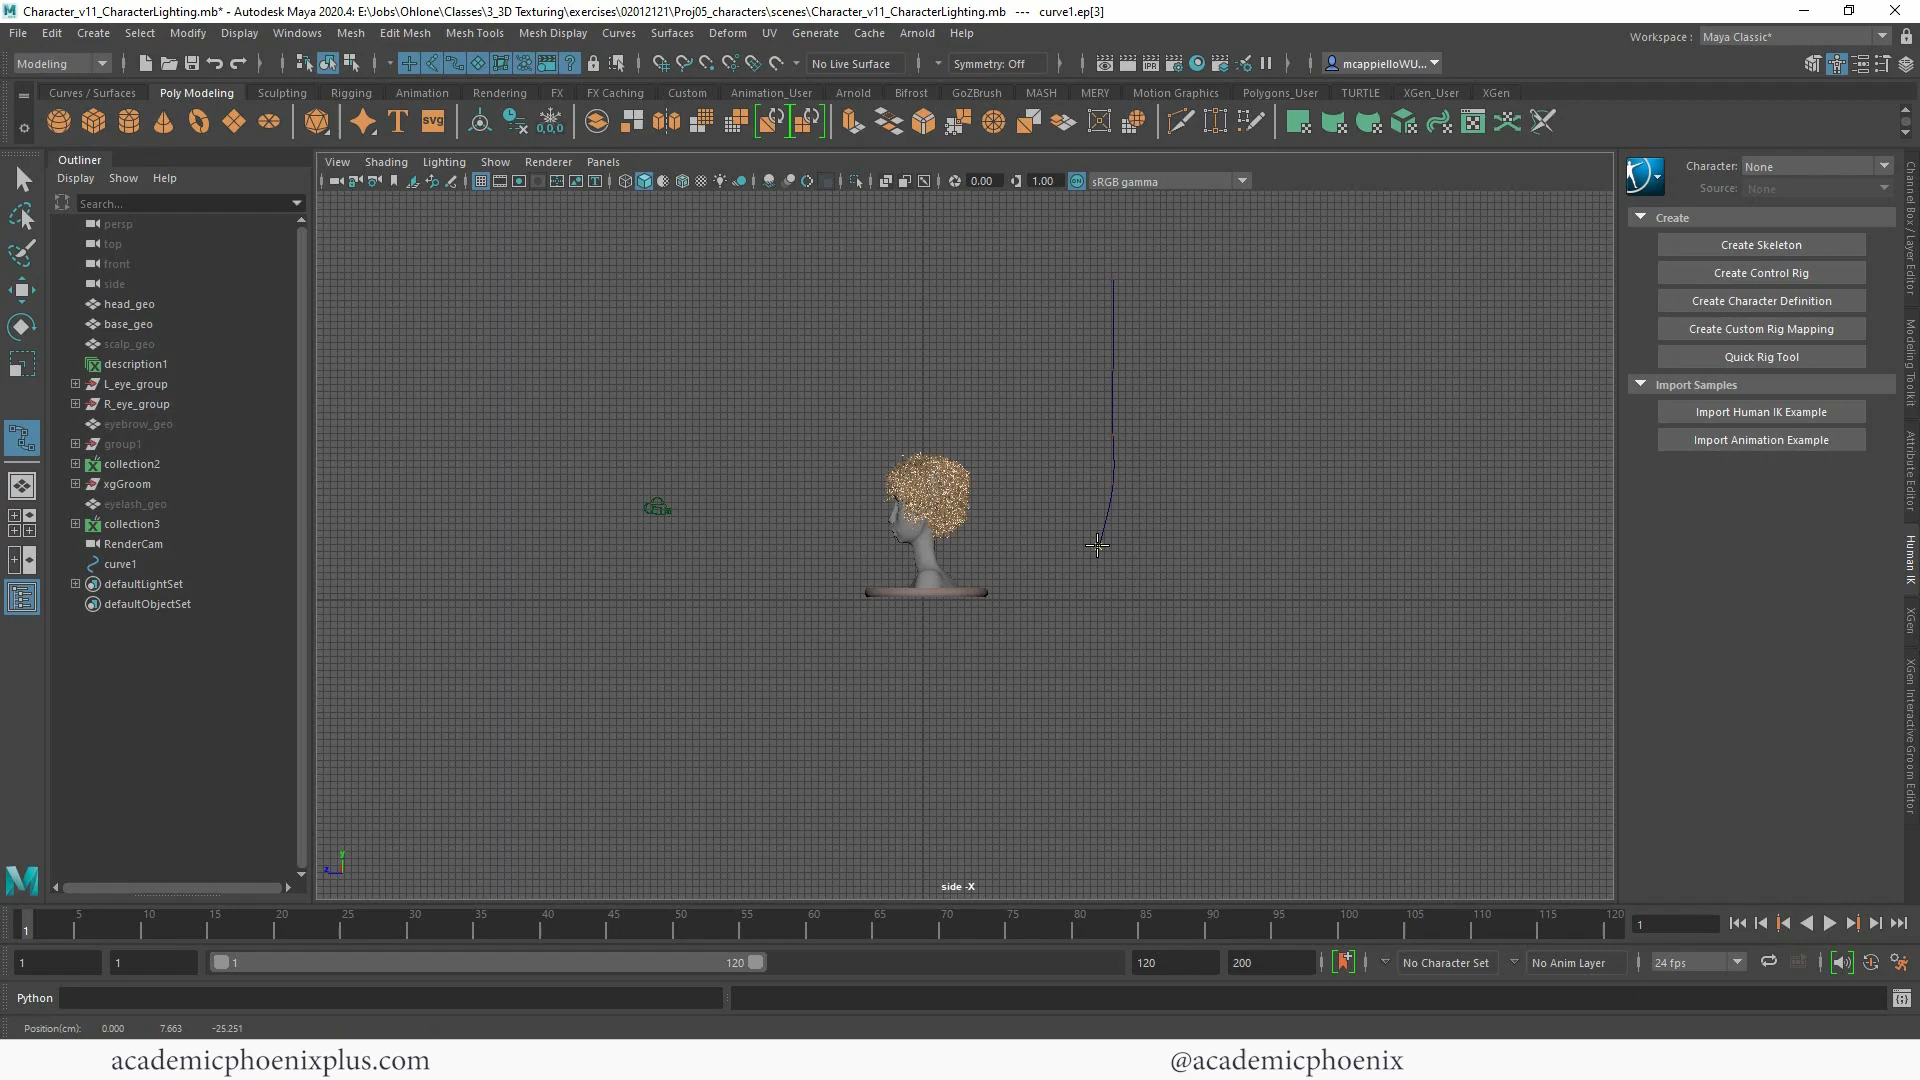 Character_v11_CharacterLighting.mb* - Autodesk Maya 2020.4: E:\Jobs\Ohlone\Classes\3_3D Texturing\exercises\02012121\Proj05_characters\scenes\Character_v11_CharacterLighting.mb --- curve1.ep[3]
File Edit Create Select Modify Display Windows Mesh Edit Mesh Mesh Tools Mesh Display Curves Surfaces Deform UV Generate Cache Arnold Help
Workspace : Maya Classic*
Modeling No Live Surface Symmetry: Off mcappielloWU...
Curves / Surfaces Poly Modeling Sculpting Rigging Animation Rendering FX FX Caching Custom Animation_User Arnold Bifrost GoZBrush MASH MERY Motion Graphics Polygons_User TURTLE XGen_User XGen
T svg 0,0,0
Outliner
Display Show Help
Search...
persp
top
front
side
head_geo
base_geo
scalp_geo
description1
L_eye_group
R_eye_group
eyebrow_geo
group1
collection2
xgGroom
eyelash_geo
collection3
RenderCam
curve1
defaultLightSet
defaultObjectSet
View Shading Lighting Show Renderer Panels
0.00 1.00 sRGB gamma
y
z
side -X
Character: None
Source: None
Create
Create Skeleton
Create Control Rig
Create Character Definition
Create Custom Rig Mapping
Quick Rig Tool
Import Samples
Import Human IK Example
Import Animation Example
Channel Box / Layer Editor
Modeling Toolkit
Attribute Editor
Human IK
XGen
XGen Interactive Groom Editor
5 10 15 20 25 30 35 40 45 50 55 60 65 70 75 80 85 90 95 100 105 110 115 120
1 1
1 1 1 120 120 200 No Character Set No Anim Layer 24 fps
Python
Position(cm): 0.000 7.663 -25.251
academicphoenixplus.com @academicphoenix